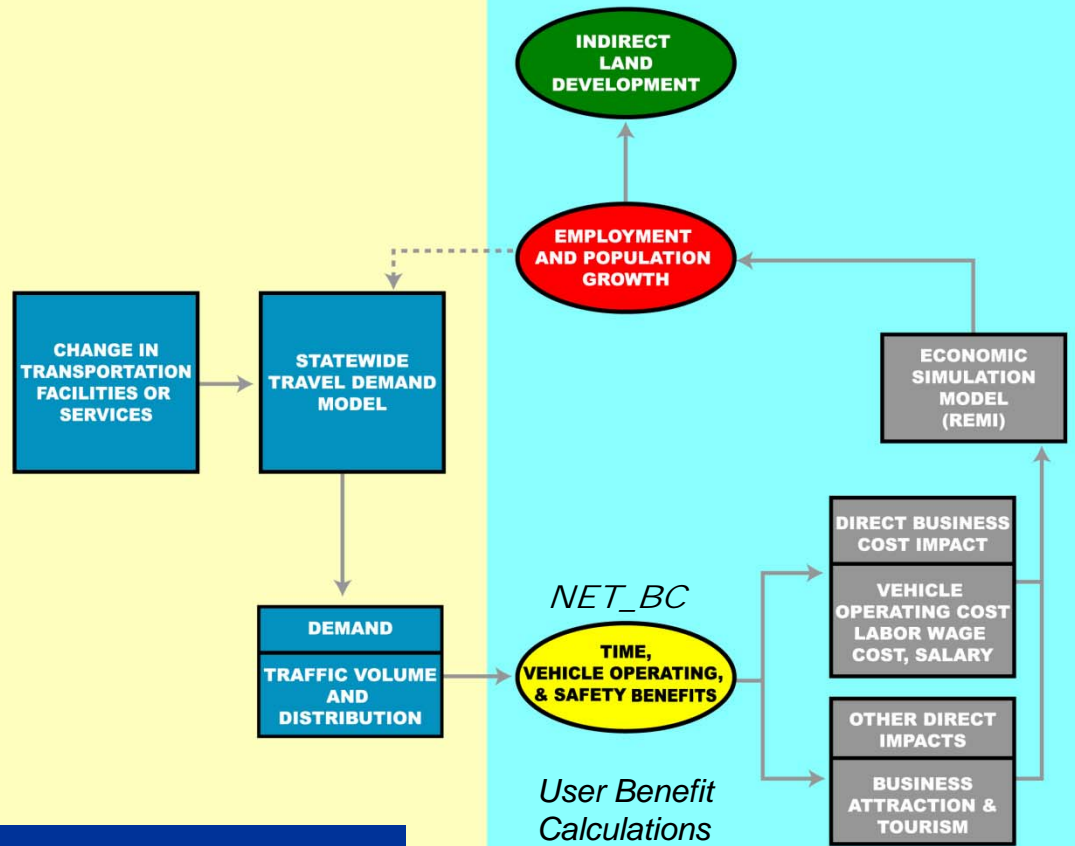 INDIRECT
LAND
DEVELOPMENT
EMPLOYMENT
AND POPULATION
GROWTH
CHANGE IN
TRANSPORTATION
FACILITIES OR
SERVICES
STATEWIDE
TRAVEL DEMAND
MODEL
ECONOMIC
SIMULATION
MODEL
(REMI)
DEMAND
TRAFFIC VOLUME
AND
DISTRIBUTION
NET_BC
TIME,
VEHICLE OPERATING,
& SAFETY BENEFITS
User Benefit
Calculations
DIRECT BUSINESS
COST IMPACT
VEHICLE
OPERATING COST
LABOR WAGE
COST, SALARY
OTHER DIRECT
IMPACTS
BUSINESS
ATTRACTION &
TOURISM